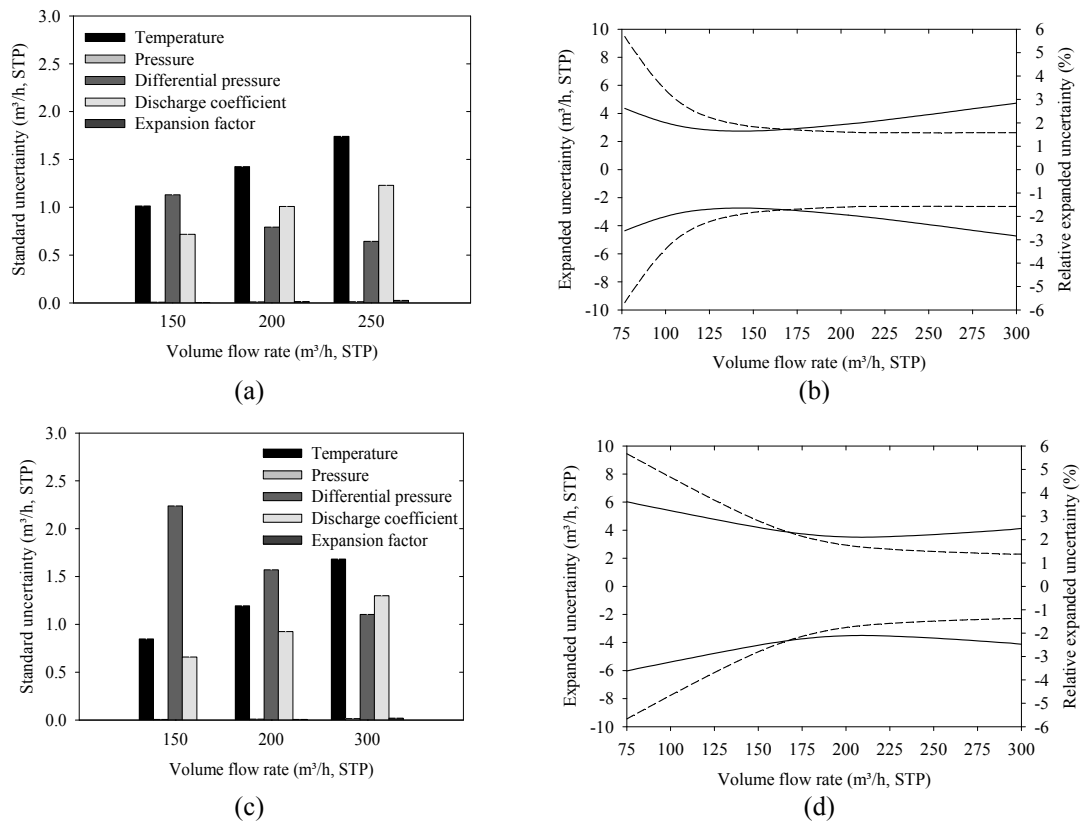 3.0
2.5
2.0
1.5
1.0
0.5
0.0
Standard uncertainty (m³/h, STP)
Temperature
Pressure
Differential pressure
Discharge coefficient
Expansion factor
150 200 250
Volume flow rate (m³/h, STP)
(a)
10
8
6
4
2
0
-2
-4
-6
-8
-10
Expanded uncertainty (m³/h, STP)
6
5
4
3
2
1
0
-1
-2
-3
-4
-5
-6
Relative expanded uncertainty (%)
75 100 125 150 175 200 225 250 275 300
Volume flow rate (m³/h, STP)
(b)
3.0
2.5
2.0
1.5
1.0
0.5
0.0
Standard uncertainty (m³/h, STP)
Temperature
Pressure
Differential pressure
Discharge coefficient
Expansion factor
150 200 300
Volume flow rate (m³/h, STP)
(c)
10
8
6
4
2
0
-2
-4
-6
-8
-10
Expanded uncertainty (m³/h, STP)
6
5
4
3
2
1
0
-1
-2
-3
-4
-5
-6
Relative expanded uncertainty (%)
75 100 125 150 175 200 225 250 275 300
Volume flow rate (m³/h, STP)
(d)